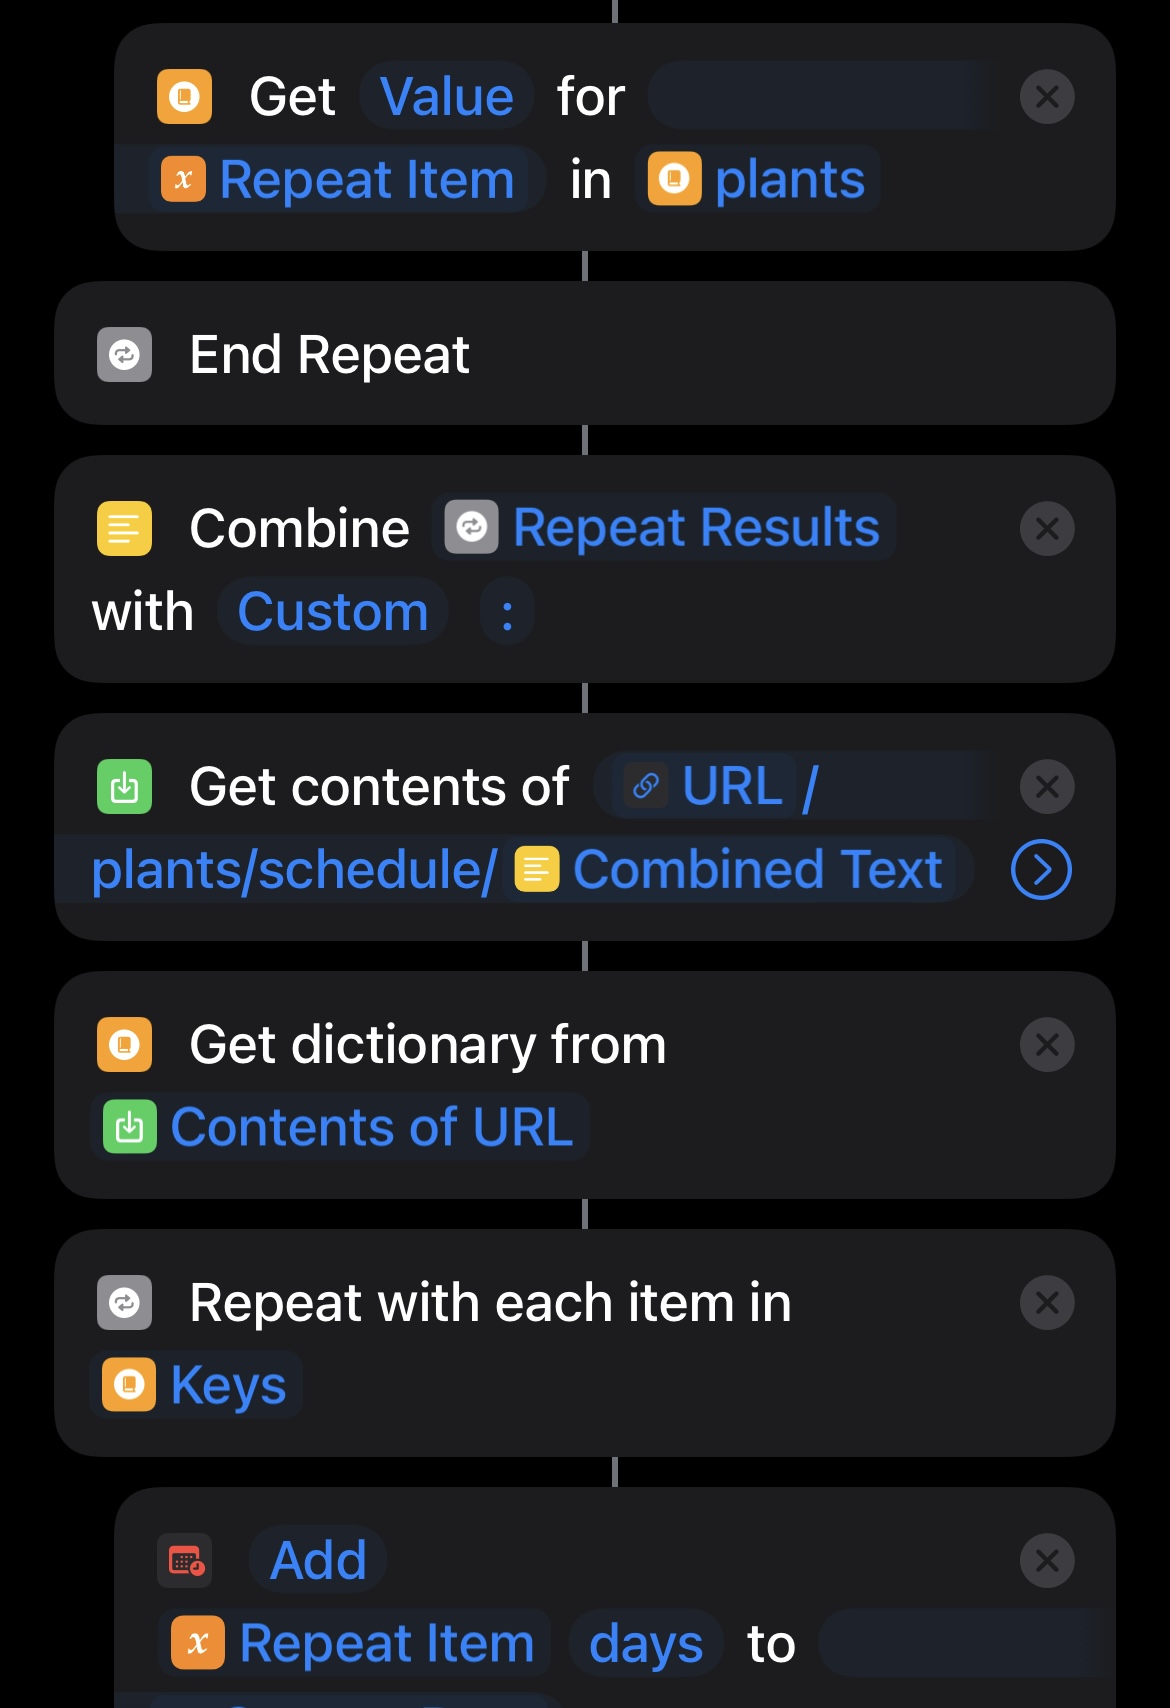 Get Value for
Repeat Item in plants
End Repeat
Combine Repeat Results
with Custom :
Get contents of URL /
plants/schedule/ Combined Text
Get dictionary from
Contents of URL
Repeat with each item in
Keys
Add
Repeat Item days to